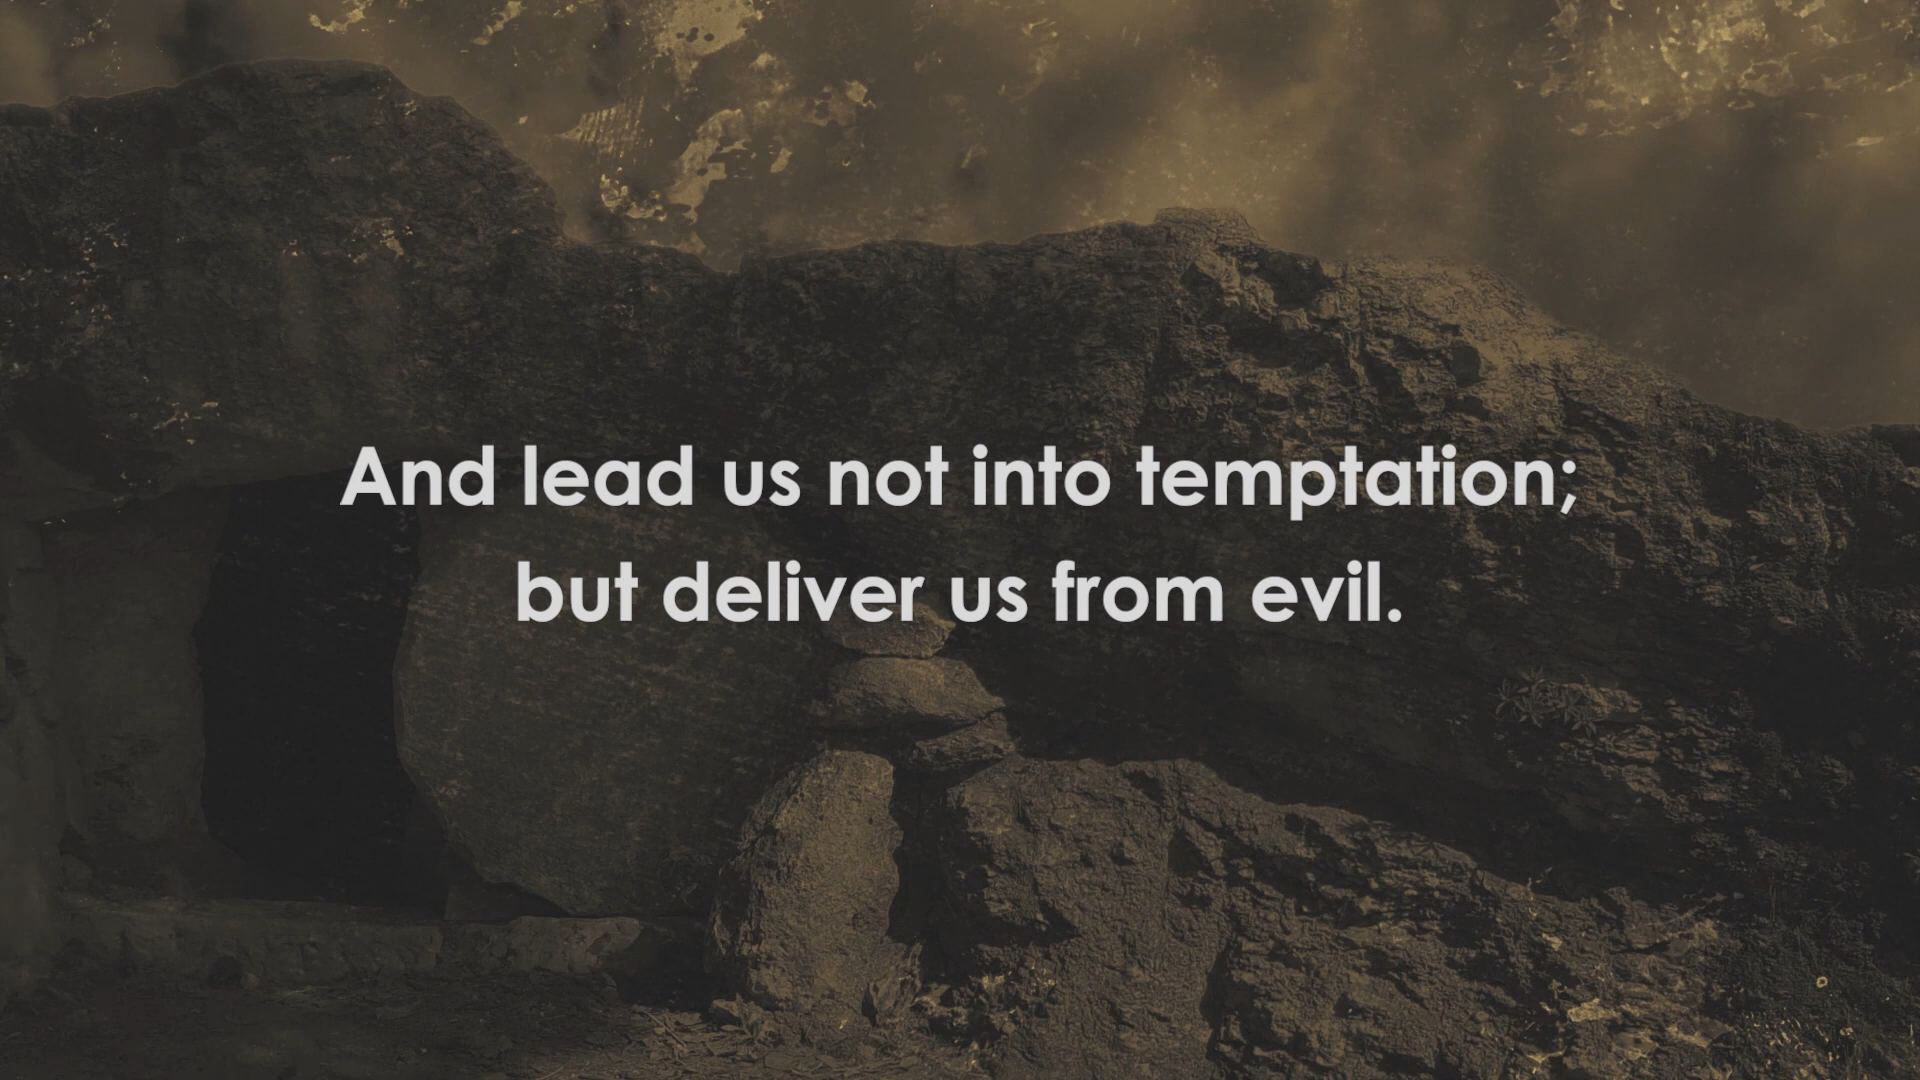 And lead us not into temptation;
but deliver us from evil.